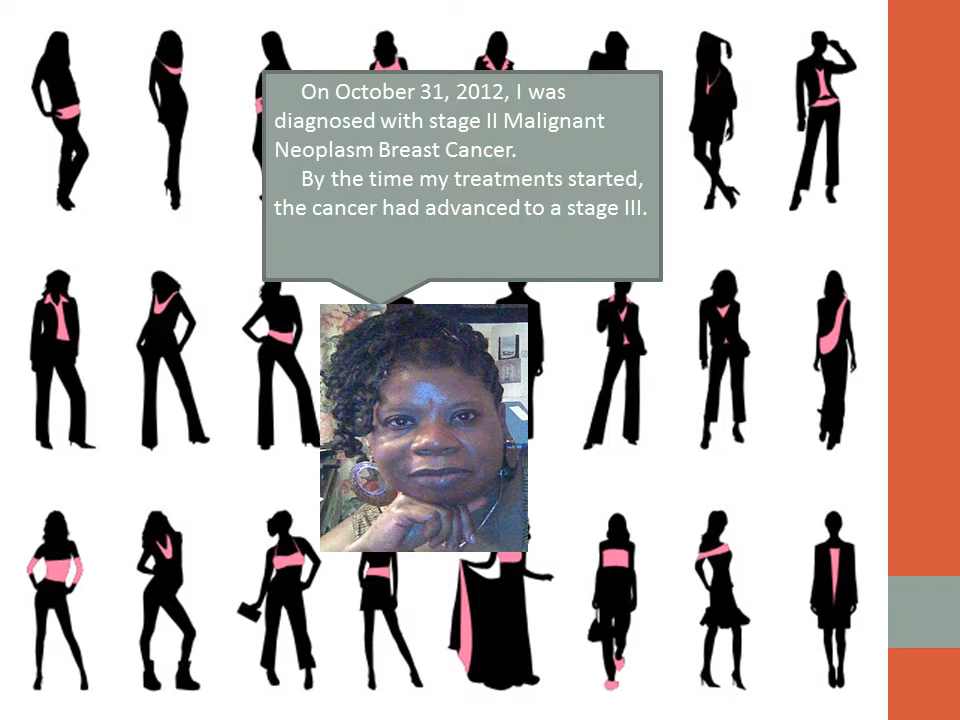 On October 31, 2012, I was
diagnosed with stage II Malignant
Neoplasm Breast Cancer.
By the time my treatments started,
the cancer had advanced to a stage III.